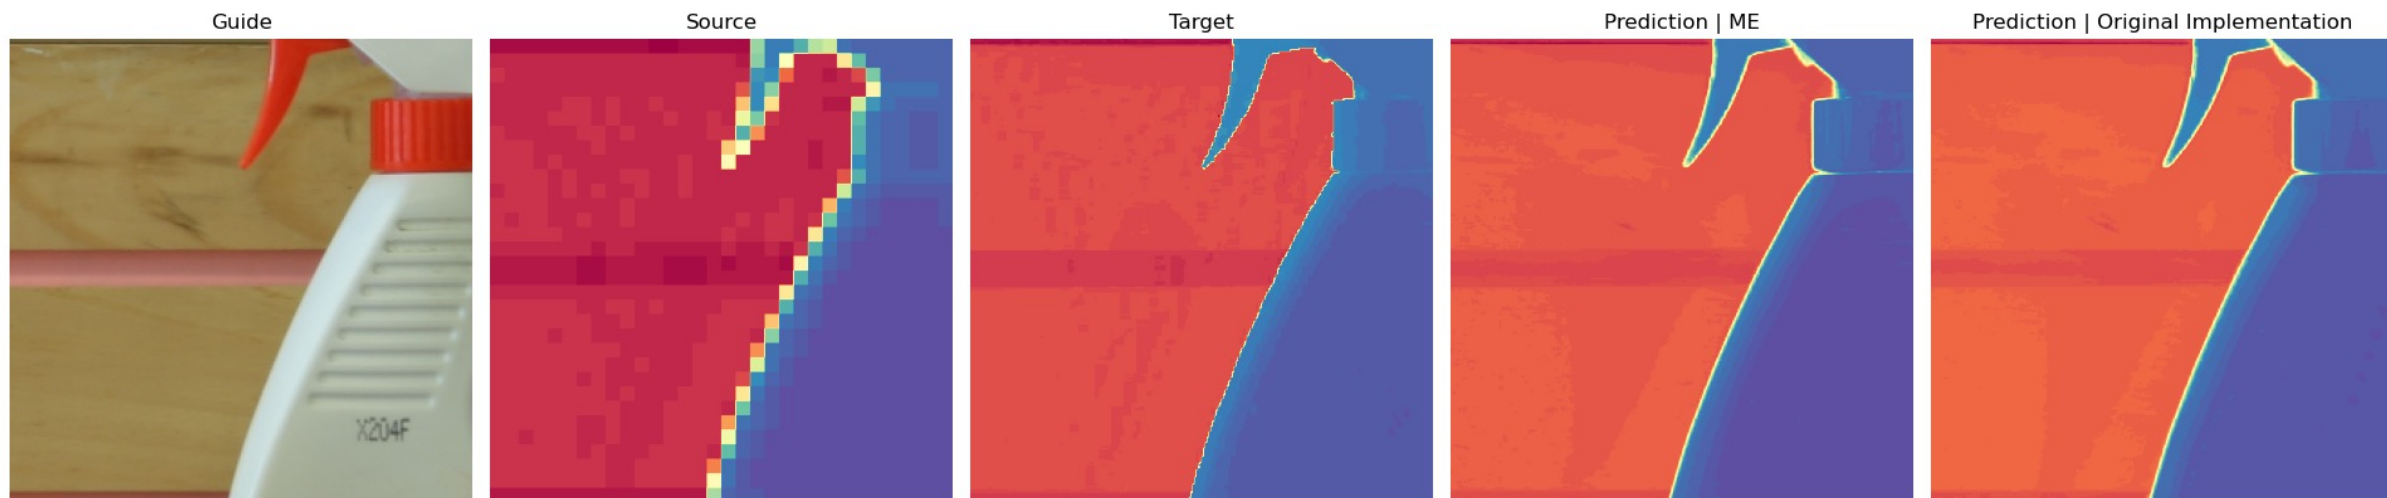 Guide
Source
Target
Prediction | ME
Prediction | Original Implementation
X204F